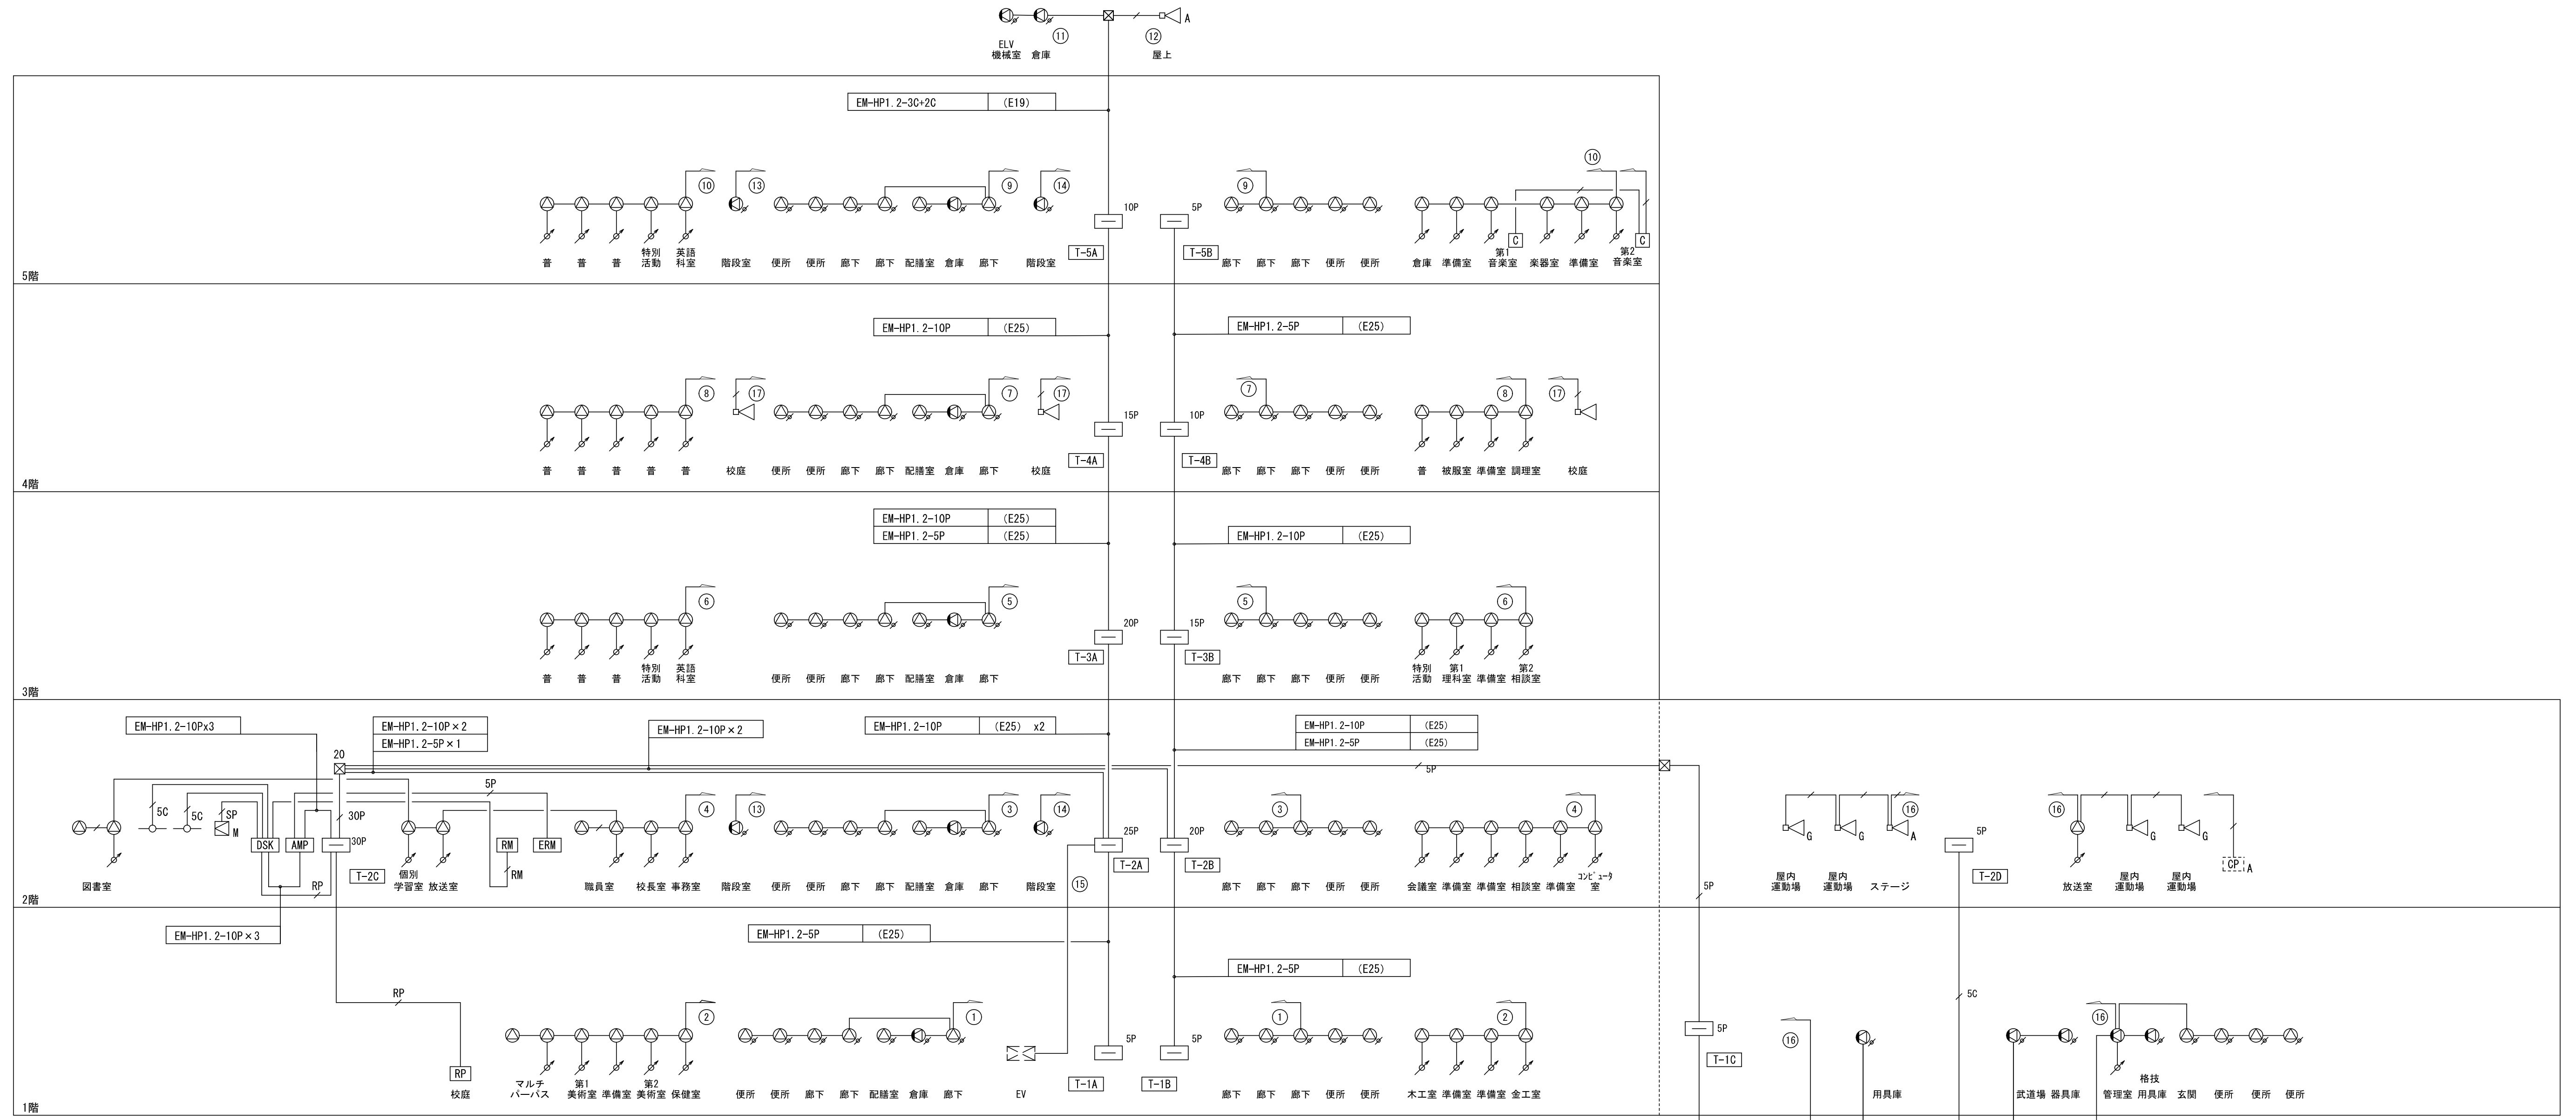 A
⑪
⑫
ELV
機械室
倉庫
屋上
EM-HP1.2-3C+2C (E19)
⑩ ⑬ ⑨ ⑭ 10P 5P ⑨ ⑩
C C
T-5A T-5B
普 普 普 特別活動 英語科室 階段室 便所 便所 廊下 廊下 配膳室 倉庫 廊下 階段室
廊下 廊下 廊下 便所 便所 倉庫 準備室 第1音楽室 楽器室 準備室 第2音楽室
5階
EM-HP1.2-10P (E25)
EM-HP1.2-5P (E25)
⑧ ⑰ ⑦ ⑰ 15P 10P ⑦ ⑧ ⑰
T-4A T-4B
普 普 普 普 普 校庭 便所 便所 廊下 廊下 配膳室 倉庫 廊下 校庭
廊下 廊下 廊下 便所 便所 普 被服室 準備室 調理室 校庭
4階
EM-HP1.2-10P (E25)
EM-HP1.2-5P (E25)
EM-HP1.2-10P (E25)
⑥ ⑤ 20P 15P ⑤ ⑥
T-3A T-3B
普 普 普 特別活動 英語科室 便所 便所 廊下 廊下 配膳室 倉庫 廊下
廊下 廊下 廊下 便所 便所 特別活動 第1理科室 準備室 第2相談室
3階
EM-HP1.2-10Px3
EM-HP1.2-10P×2
EM-HP1.2-5P×1
EM-HP1.2-10P×2
EM-HP1.2-10P (E25) x2
EM-HP1.2-10P (E25)
EM-HP1.2-5P (E25)
20
5P
5P
5C 5C SP M 30P
DSK AMP 30P RM ERM
RP RM
T-2C
④ ⑬ ③ ⑭ 25P 20P ③ ④
T-2A T-2B
⑮
図書室 個別学習室 放送室 職員室 校長室 事務室 階段室 便所 便所 廊下 廊下 配膳室 倉庫 廊下 階段室
廊下 廊下 廊下 便所 便所 会議室 準備室 準備室 相談室 準備室 ｺﾝﾋﾟｭｰﾀ室
5P
G G A ⑯ 5P ⑯ G G
CP A
T-2D
屋内運動場 屋内運動場 ステージ 放送室 屋内運動場 屋内運動場
2階
EM-HP1.2-10P×3
EM-HP1.2-5P (E25)
EM-HP1.2-5P (E25)
RP
5C
② ① 5P 5P ① ② 5P ⑯ ⑯
RP
T-1A T-1B T-1C
校庭 マルチパーパス 第1美術室 準備室 第2美術室 保健室 便所 便所 廊下 廊下 配膳室 倉庫 廊下 EV
廊下 廊下 廊下 便所 便所 木工室 準備室 準備室 金工室
用具庫 武道場 器具庫 管理室 格技用具庫 玄関 便所 便所 便所
1階